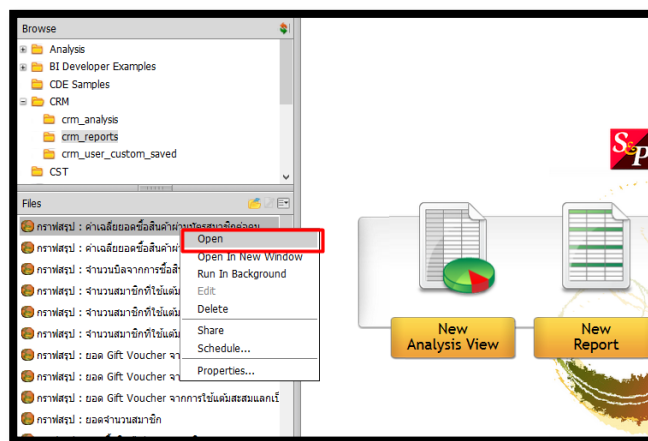 Browse
Analysis
BI Developer Examples
CDE Samples
CRM
crm_analysis
crm_reports
crm_user_custom_saved
CST
Files
กราฟสรุป : ค่าเฉลี่ยยอดซื้อสินค้าผ่านบัตรสมาชิกต่อคน
กราฟสรุป : ค่าเฉลี่ยยอดซื้อสินค้า
กราฟสรุป : จำนวนบิลจากการซื้อ
กราฟสรุป : จำนวนสมาชิกที่ใช้แต้ม
กราฟสรุป : จำนวนสมาชิกที่ใช้แต้ม
กราฟสรุป : จำนวนสมาชิกที่ใช้แต้ม
กราฟสรุป : ยอด Gift Voucher
กราฟสรุป : ยอด Gift Voucher
กราฟสรุป : ยอด Gift Voucher จากการใช้แต้มสะสมแลก
กราฟสรุป : ยอดจำนวนสมาชิก
Open
Open In New Window
Run In Background
Edit
Delete
Share
Schedule...
Properties...
S&P
New
Analysis View
New
Report